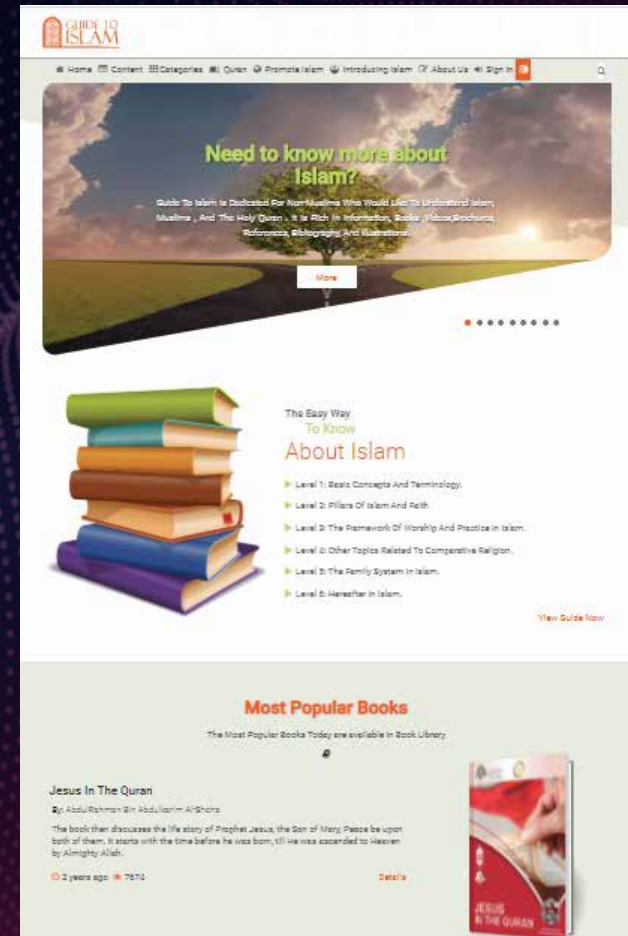 GUIDE TO
ISLAM
Home Content Categories Quran Promote Islam Introducing Islam About Us Sign In
Need to know more about
Islam?
Guide To Islam Is Dedicated For Non-Muslims Who Would Like To Understand Islam,
Muslims , And The Holy Quran . It Is Rich In Information, Books ,Videos,Brochures,
References, Bibliography, And Illustrations.
More
The Easy Way
To Know
About Islam
Level 1: Basic Concepts And Terminology.
Level 2: Pillars Of Islam And Faith
Level 3: The Framework Of Worship And Practice In Islam.
Level 4: Other Topics Related To Comperative Religion.
Level 5: The Family System In Islam.
Level 6: Hereafter In Islam.
View Guide Now
Most Popular Books
The Most Popular Books Today are available in Book Library
Jesus In The Quran
By: AbdulRahman Bin Abdulkarim
The book then discusses the life story of Prophet Jesus, the Son of Mary, Peace be upon
both of them. It starts with the time before he was born, till He was ascended to Heaven
by Almighty Allah.
2 years ago 7674
Details
JESUS
IN THE QURAN